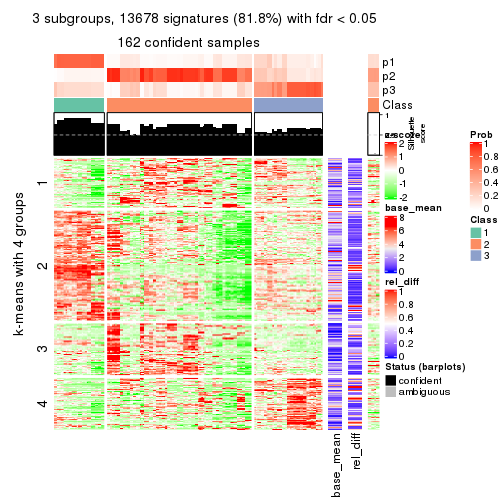 3 subgroups, 13678 signatures (81.8%) with fdr < 0.05
162 confident samples
p1
p2
p3
Class
1
Silhouette
score
z-score
2
1
0
-1
-2
Prob
1
0.8
0.6
0.4
0.2
0
Class
1
2
3
base_mean
8
6
4
2
0
rel_diff
1
0.8
0.6
0.4
0.2
0
Status (barplots)
confident
ambiguous
k-means with 4 groups
1
2
3
4
base_mean
rel_diff